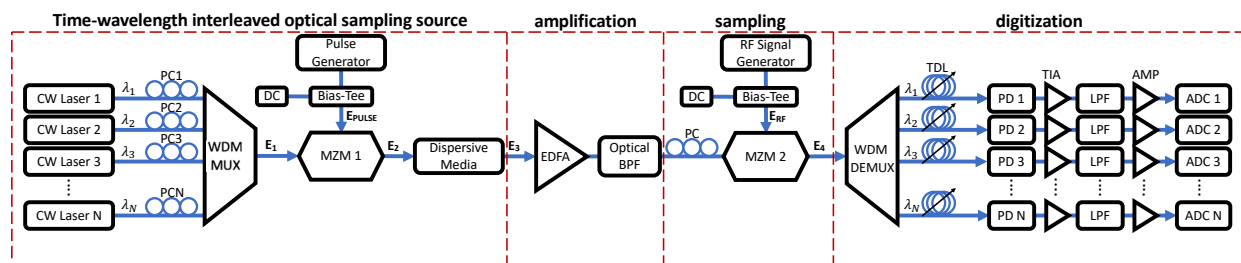 Time-wavelength interleaved optical sampling source
amplification
sampling
digitization
Pulse
Generator
DC
Bias-Tee
E_PULSE
CW Laser 1
λ₁
PC1
CW Laser 2
λ₂
PC2
CW Laser 3
λ₃
PC3
CW Laser N
λ_N
PCN
WDM
MUX
E₁
MZM 1
E₂
Dispersive
Media
E₃
EDFA
Optical
BPF
PC
RF Signal
Generator
DC
Bias-Tee
E_RF
MZM 2
E₄
WDM
DEMUX
TDL
TIA
AMP
λ₁
PD 1
LPF
ADC 1
λ₂
PD 2
LPF
ADC 2
λ₃
PD 3
LPF
ADC 3
λ_N
PD N
LPF
ADC N